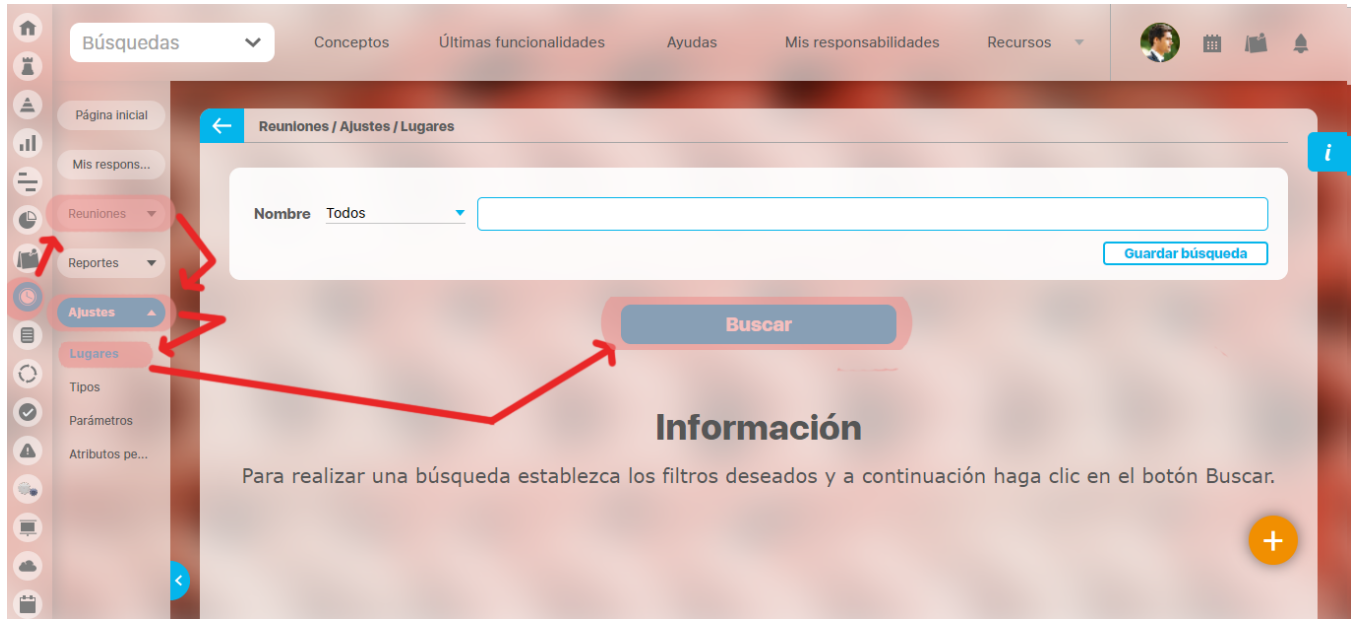 Búsquedas
Conceptos
Últimas funcionalidades
Ayudas
Mis responsabilidades
Recursos
Página inicial
Mis respons...
Reuniones
Reportes
Ajustes
Lugares
Tipos
Parámetros
Atributos pe...
Reuniones / Ajustes / Lugares
i
Nombre Todos
Guardar búsqueda
Buscar
Información
Para realizar una búsqueda establezca los filtros deseados y a continuación haga clic en el botón Buscar.
+